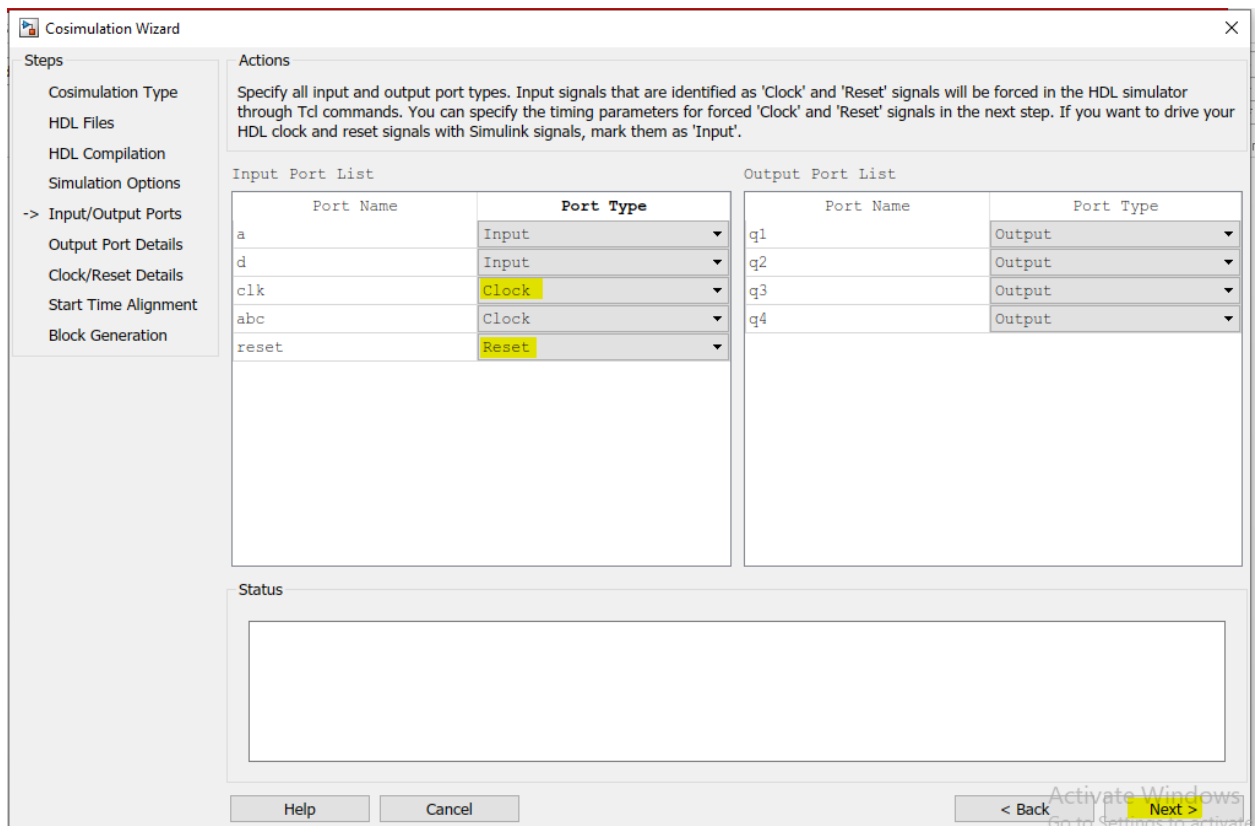 Cosimulation Wizard
Steps
Cosimulation Type
HDL Files
HDL Compilation
Simulation Options
-> Input/Output Ports
Output Port Details
Clock/Reset Details
Start Time Alignment
Block Generation
Actions
Specify all input and output port types. Input signals that are identified as 'Clock' and 'Reset' signals will be forced in the HDL simulator
through Tcl commands. You can specify the timing parameters for forced 'Clock' and 'Reset' signals in the next step. If you want to drive your
HDL clock and reset signals with Simulink signals, mark them as 'Input'.
Input Port List
Port Name Port Type
a Input
d Input
clk Clock
abc Clock
reset Reset
Output Port List
Port Name Port Type
q1 Output
q2 Output
q3 Output
q4 Output
Status
Help Cancel < Back Next >
Activate Windows
Go to Settings to activate